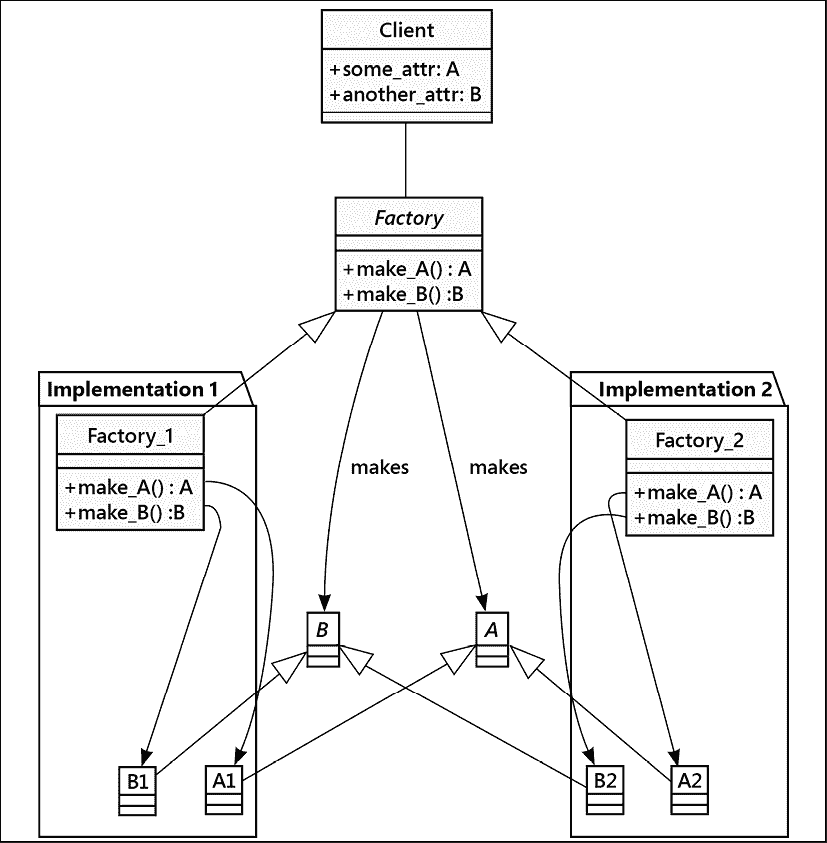 Client
+some_attr: A
+another_attr: B
Factory
+make_A() : A
+make_B() :B
Implementation 1
Implementation 2
Factory_1
+make_A() : A
+make_B() :B
Factory_2
+make_A() : A
+make_B() :B
makes
makes
B
A
B1
A1
B2
A2